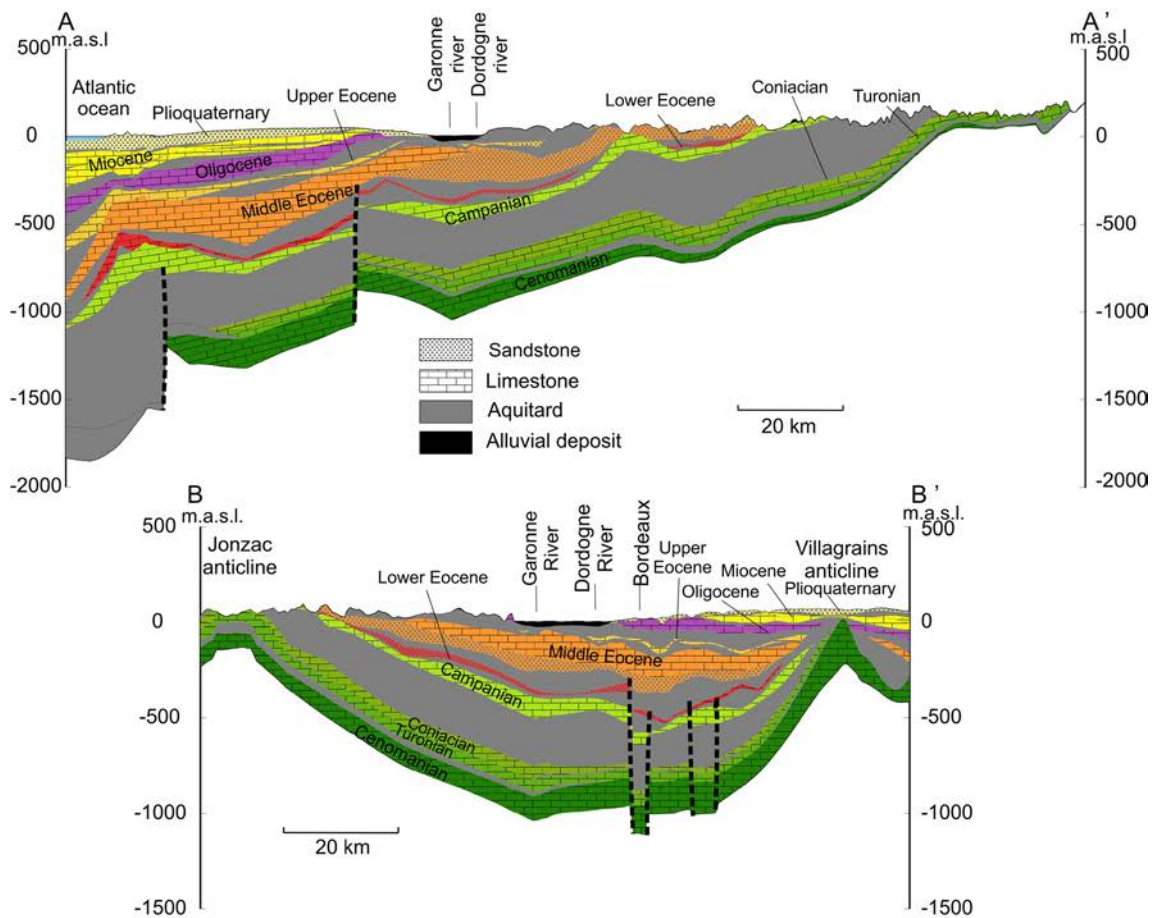 A
m.a.s.l
A '
m.a.s.l
500
500
Atlantic
ocean
Plioquaternary
Upper Eocene
Garonne
river
Dordogne
river
Lower Eocene
Coniacian
Turonian
0
0
Miocene
Oligocene
Middle Eocene
Campanian
Cenomanian
-500
-500
-1000
-1000
-1500
-1500
-2000
-2000
Sandstone
Limestone
Aquitard
Alluvial deposit
20 km
B
m.a.s.l.
B '
m.a.s.l.
500
500
Jonzac
anticline
Lower Eocene
Garonne
River
Dordogne
River
Bordeaux
Upper
Eocene
Miocene
Oligocene
Villagrains
anticline
Plioquaternary
0
0
Middle Eocene
Campanian
Coniacian
Turonian
Cenomanian
-500
-500
-1000
-1000
20 km
-1500
-1500